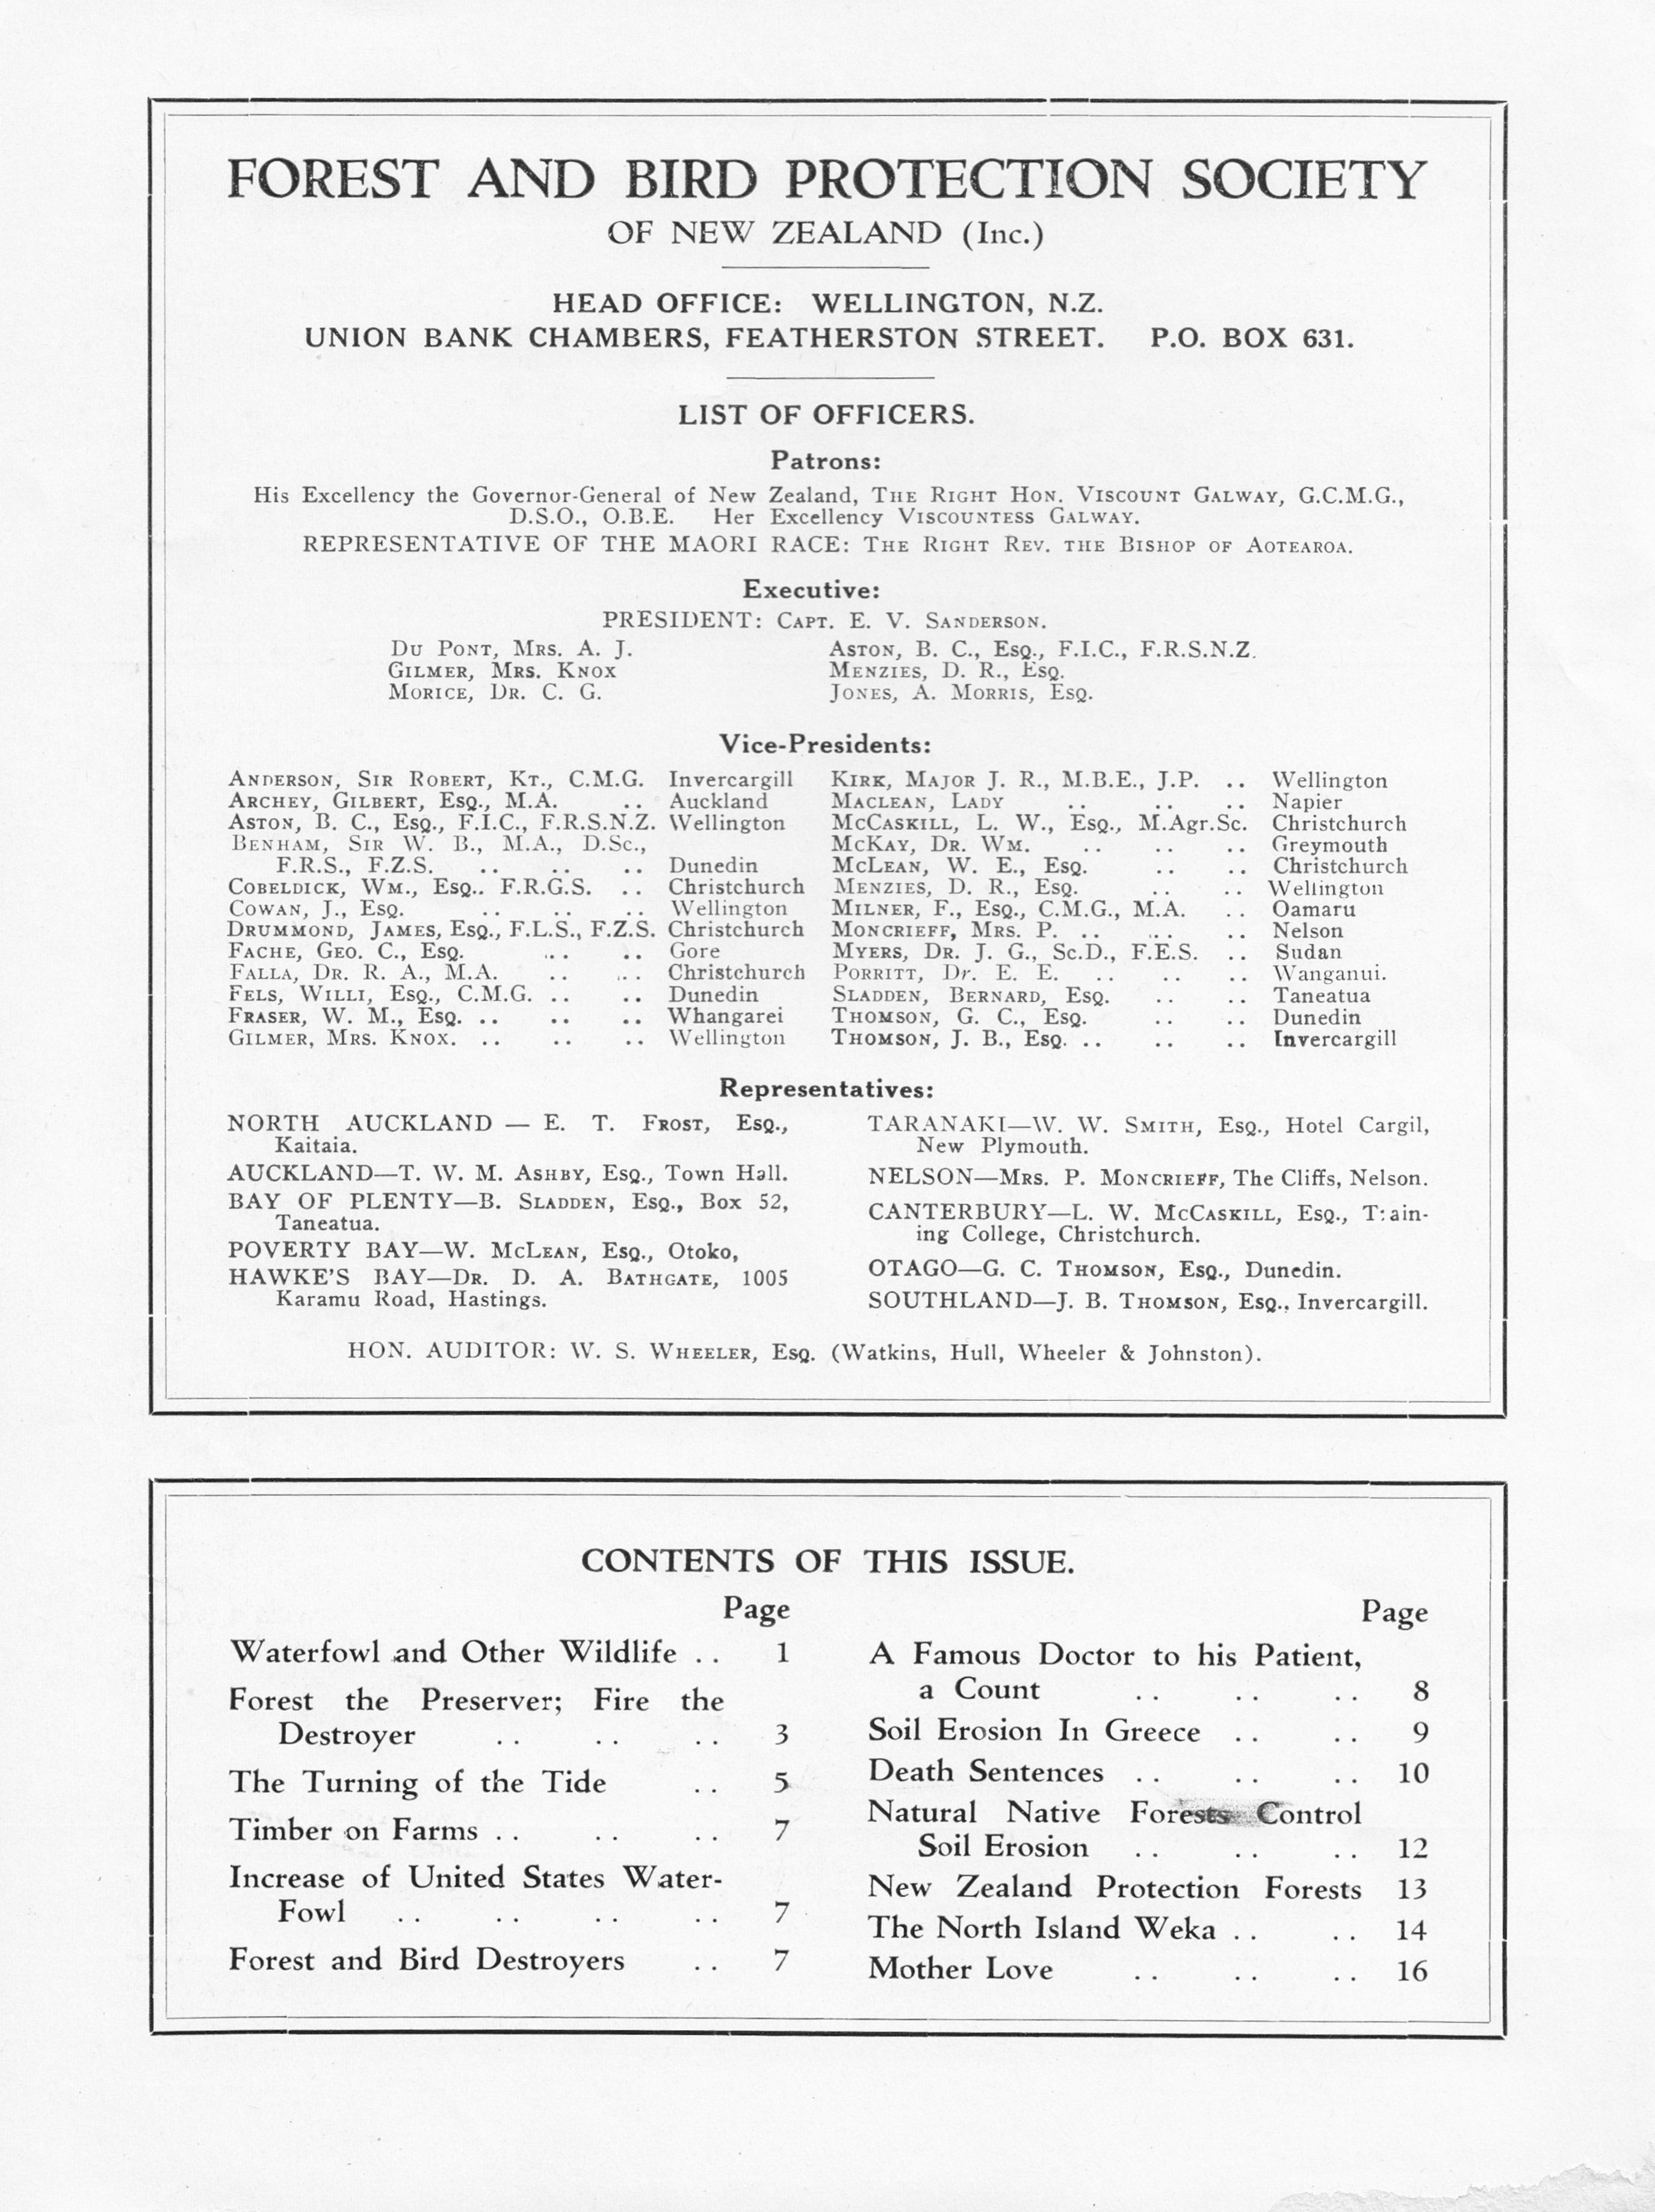 FOREST AND BIRD PROTECTION SOCIETY
OF NEW ZEALAND (Inc.)
HEAD OFFICE: WELLINGTON, N.Z.
UNION BANK CHAMBERS, FEATHERSTON STREET. P.O. BOX 631.
LIST OF OFFICERS.
Patrons:
His Excellency the Governor-General of New Zealand, THE RIGHT HON. VISCOUNT GALWAY, G.C.M.G.,
D.S.O., O.B.E. Her Excellency VISCOUNTESS GALWAY.
REPRESENTATIVE OF THE MAORI RACE: THE RIGHT REV. THE BISHOP OF AOTEAROA.
Executive:
PRESIDENT: CAPT. E. V. SANDERSON.
DU PONT, MRS. A. J.
GILMER, MRS. KNOX
MORICE, DR. C. G.
ASTON, B. C., ESQ., F.I.C., F.R.S.N.Z.
MENZIES, D. R., ESQ.
JONES, A. MORRIS, ESQ.
Vice-Presidents:
ANDERSON, SIR ROBERT, KT., C.M.G. Invercargill
ARCHEY, GILBERT, ESQ., M.A. .. Auckland
ASTON, B. C., ESQ., F.I.C., F.R.S.N.Z. Wellington
BENHAM, SIR W. B., M.A., D.Sc.,
F.R.S., F.Z.S. .. .. .. Dunedin
COBELDICK, WM., ESQ.. F.R.G.S. .. Christchurch
COWAN, J., ESQ. .. .. .. Wellington
DRUMMOND, JAMES, ESQ., F.L.S., F.Z.S. Christchurch
FACHE, GEO. C., ESQ. .. .. Gore
FALLA, DR. R. A., M.A. .. .. Christchurch
FELS, WILLI, ESQ., C.M.G. .. .. Dunedin
FRASER, W. M., ESQ. .. .. .. Whangarei
GILMER, MRS. KNOX. .. .. .. Wellington
KIRK, MAJOR J. R., M.B.E., J.P. .. Wellington
MACLEAN, LADY .. .. .. Napier
MCCASKILL, L. W., ESQ., M.Agr.Sc. Christchurch
MCKAY, DR. WM. .. .. .. Greymouth
MCLEAN, W. E., ESQ. .. .. Christchurch
MENZIES, D. R., ESQ. .. .. Wellington
MILNER, F., ESQ., C.M.G., M.A. .. Oamaru
MONCRIEFF, MRS. P. .. .. .. Nelson
MYERS, DR. J. G., Sc.D., F.E.S. .. Sudan
PORRITT, Dr. E. E. .. .. .. Wanganui.
SLADDEN, BERNARD, ESQ. .. .. Taneatua
THOMSON, G. C., ESQ. .. .. Dunedin
THOMSON, J. B., ESQ. .. .. .. Invercargill
Representatives:
NORTH AUCKLAND — E. T. FROST, ESQ.,
Kaitaia.
AUCKLAND—T. W. M. ASHBY, ESQ., Town Hall.
BAY OF PLENTY—B. SLADDEN, ESQ., Box 52,
Taneatua.
POVERTY BAY—W. MCLEAN, ESQ., Otoko,
HAWKE'S BAY—DR. D. A. BATHGATE, 1005
Karamu Road, Hastings.
TARANAKI—W. W. SMITH, ESQ., Hotel Cargil,
New Plymouth.
NELSON—MRS. P. MONCRIEFF, The Cliffs, Nelson.
CANTERBURY—L. W. MCCASKILL, ESQ., Train-
ing College, Christchurch.
OTAGO—G. C. THOMSON, ESQ., Dunedin.
SOUTHLAND—J. B. THOMSON, ESQ., Invercargill.
HON. AUDITOR: W. S. WHEELER, ESQ. (Watkins, Hull, Wheeler & Johnston).
CONTENTS OF THIS ISSUE.
Page
Waterfowl and Other Wildlife .. 1
Forest the Preserver; Fire the
Destroyer .. .. .. 3
The Turning of the Tide .. 5
Timber on Farms .. .. .. 7
Increase of United States Water-
Fowl .. .. .. .. 7
Forest and Bird Destroyers .. 7
Page
A Famous Doctor to his Patient,
a Count .. .. .. 8
Soil Erosion In Greece .. .. 9
Death Sentences .. .. .. 10
Natural Native Forests Control
Soil Erosion .. .. .. 12
New Zealand Protection Forests 13
The North Island Weka .. .. 14
Mother Love .. .. .. 16